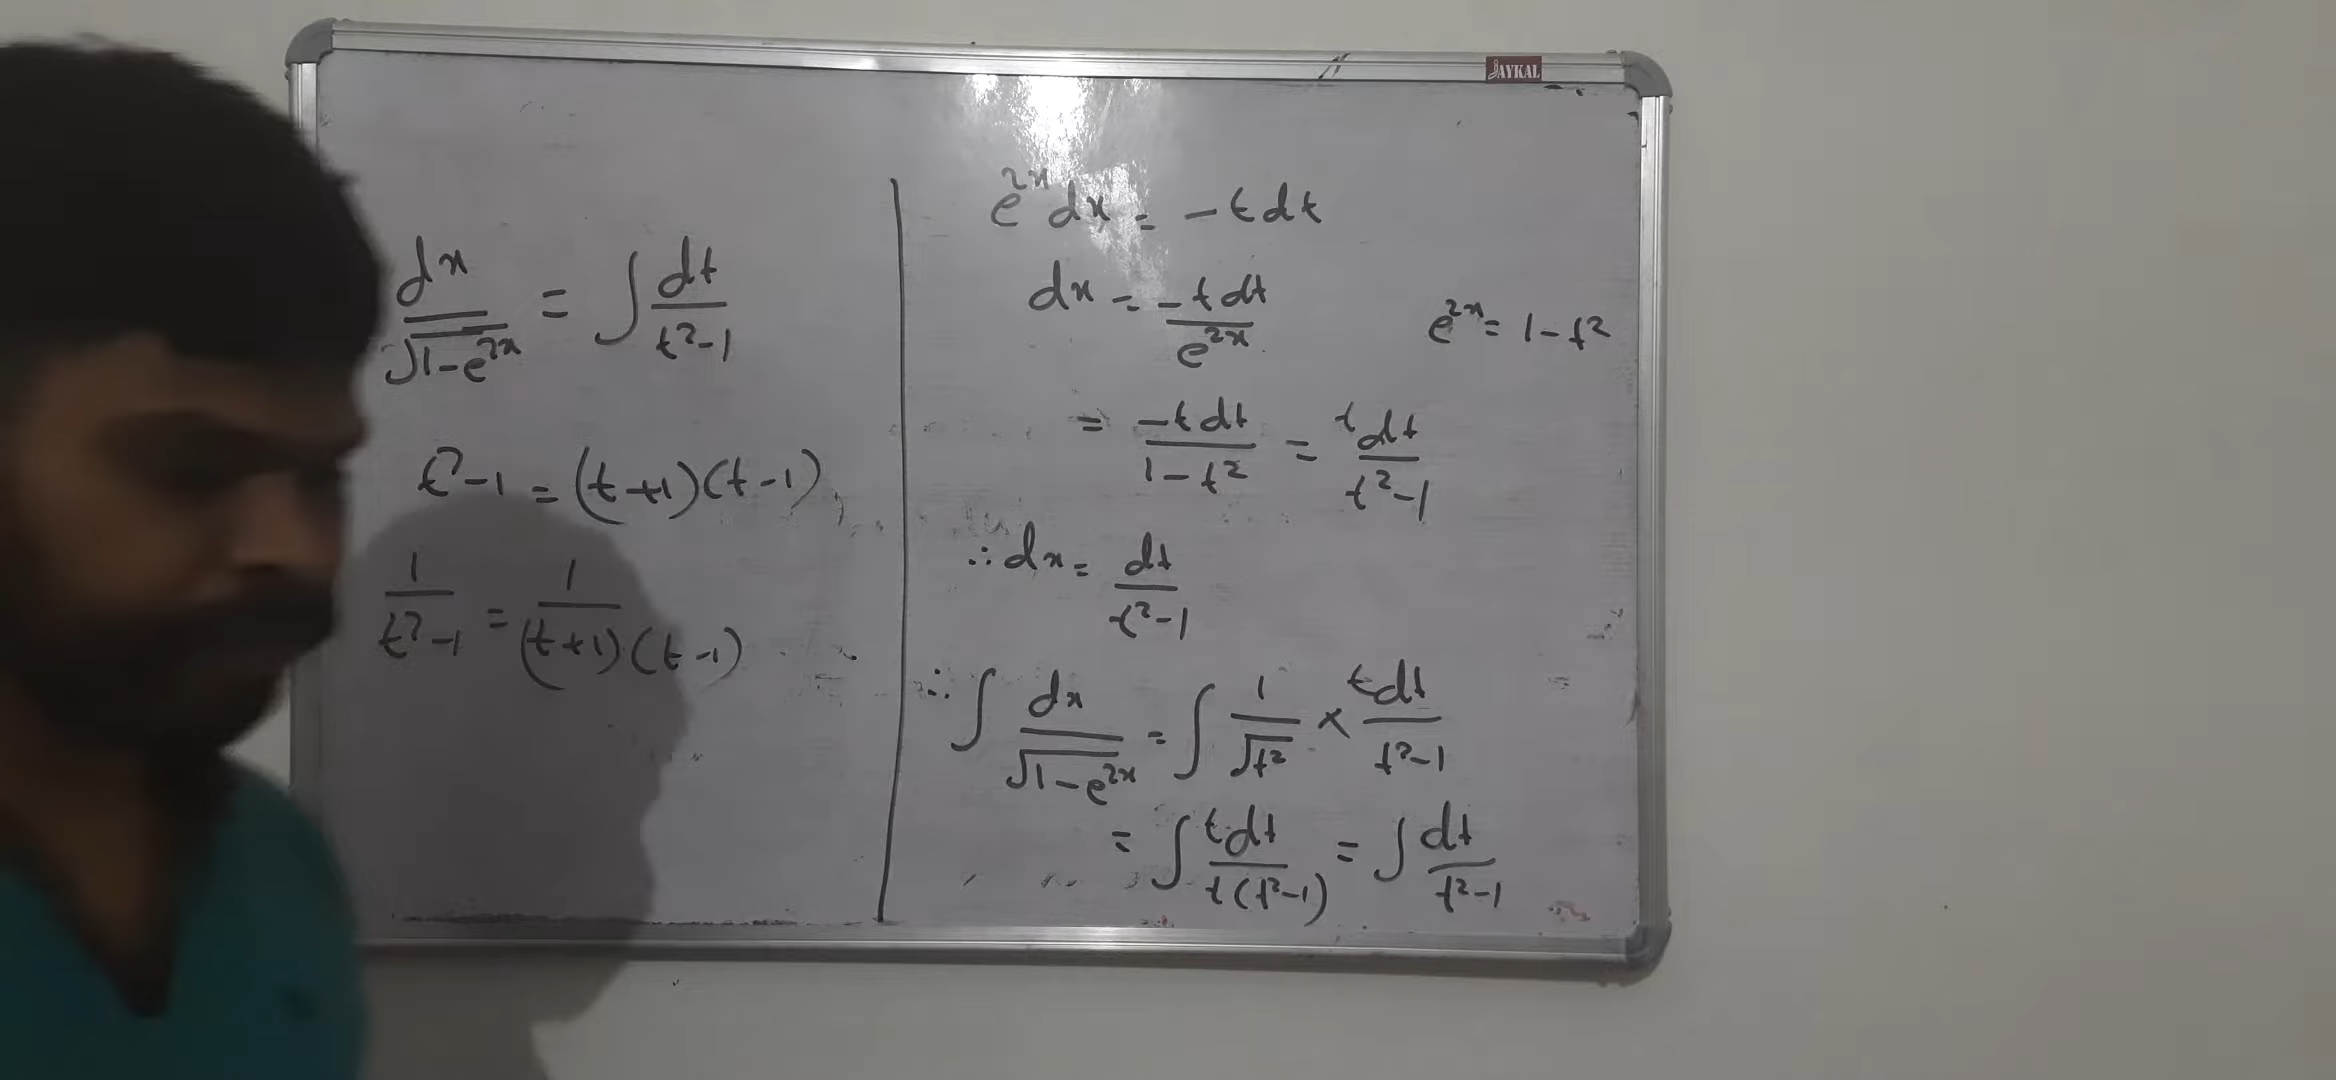 JAYKAL
dx/√(1-e^2x) = ∫ dt/(t²-1)
t²-1 = (t+1)(t-1)
1/(t²-1) = 1/((t+1)(t-1))
e^2x dx = -t dt
dx = -t dt/e^2x
e^2x = 1-t²
= -t dt/(1-t²) = t dt/(t²-1)
∴ dx = dt/(t²-1)
∴ ∫ dx/√(1-e^2x) = ∫ 1/√t² × t dt/(t²-1)
= ∫ t dt/(t(t²-1)) = ∫ dt/(t²-1)